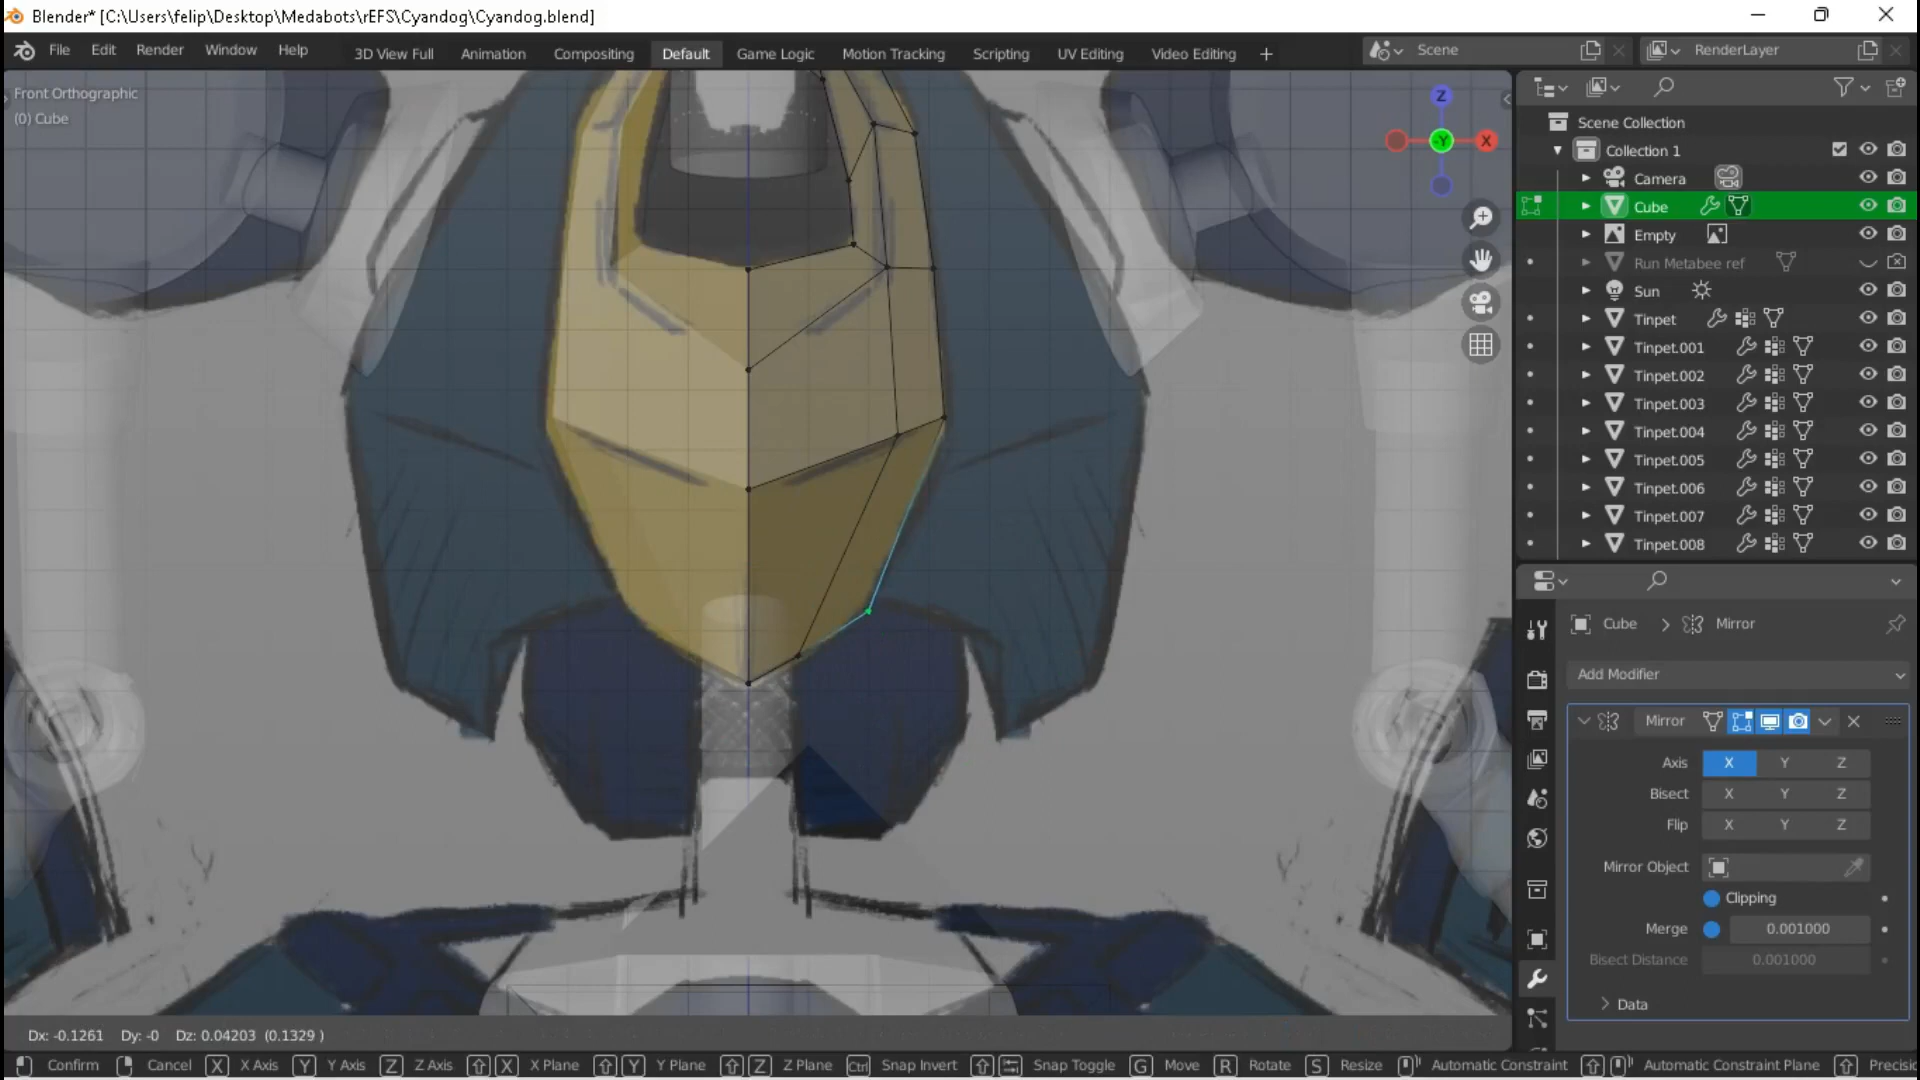 Blender* [C:\Users\felip\Desktop\Medabots\rEFS\Cyandog\Cyandog.blend]
File Edit Render Window Help 3D View Full Animation Compositing Default Game Logic Motion Tracking Scripting UV Editing Video Editing + Scene RenderLayer
Front Orthographic
(0) Cube
Z
Y
X
Scene Collection
Collection 1
Camera
Cube
Empty
Run Metabee ref
Sun
Tinpet
Tinpet.001
Tinpet.002
Tinpet.003
Tinpet.004
Tinpet.005
Tinpet.006
Tinpet.007
Tinpet.008
Cube > Mirror
Add Modifier
Mirror
Axis X Y Z
Bisect X Y Z
Flip X Y Z
Mirror Object
Clipping
Merge 0.001000
Bisect Distance 0.001000
> Data
Dx: -0.1261 Dy: -0 Dz: 0.04203 (0.1329 )
Confirm Cancel X X Axis Y Y Axis Z Z Axis X X Plane Y Y Plane Z Z Plane Ctrl Snap Invert Snap Toggle G Move R Rotate S Resize Automatic Constraint Automatic Constraint Plane Precisic